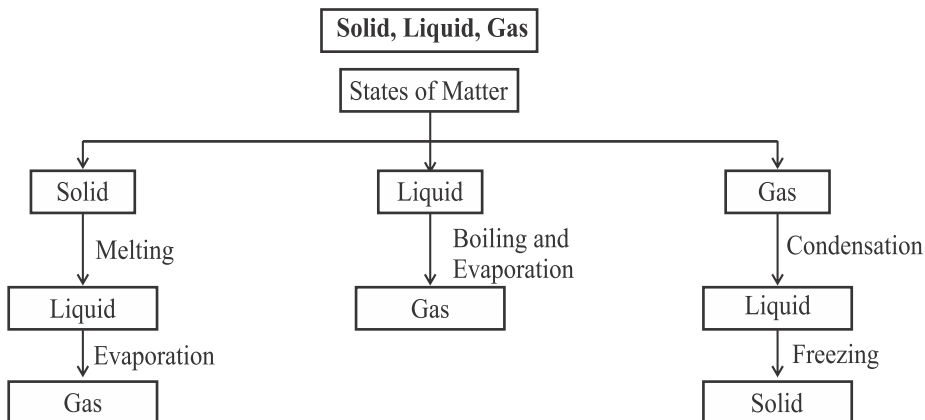 Solid, Liquid, Gas
States of Matter
Solid
Liquid
Gas
Melting
Boiling and
Evaporation
Condensation
Liquid
Gas
Liquid
Evaporation
Freezing
Gas
Solid